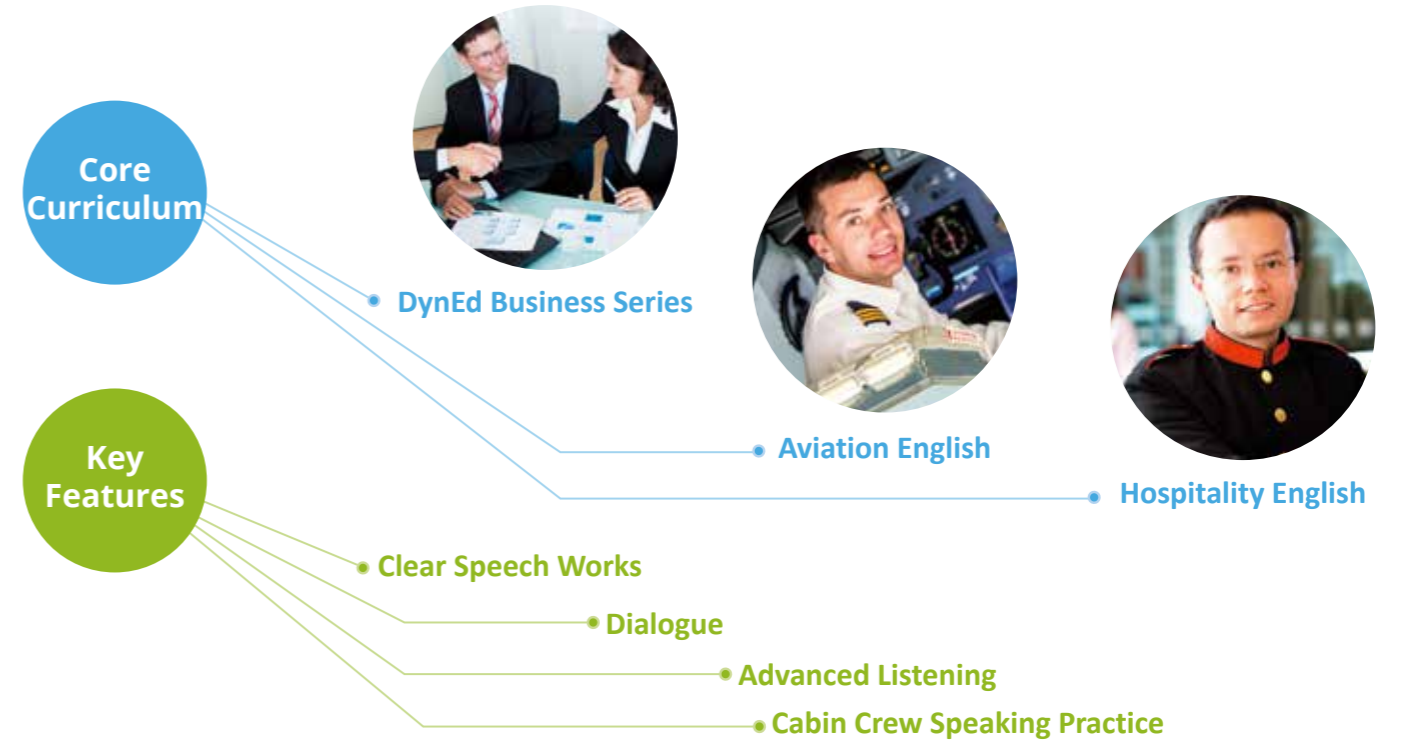 Core
Curriculum
DynEd Business Series
Aviation English
Hospitality English
Key
Features
Clear Speech Works
Dialogue
Advanced Listening
Cabin Crew Speaking Practice